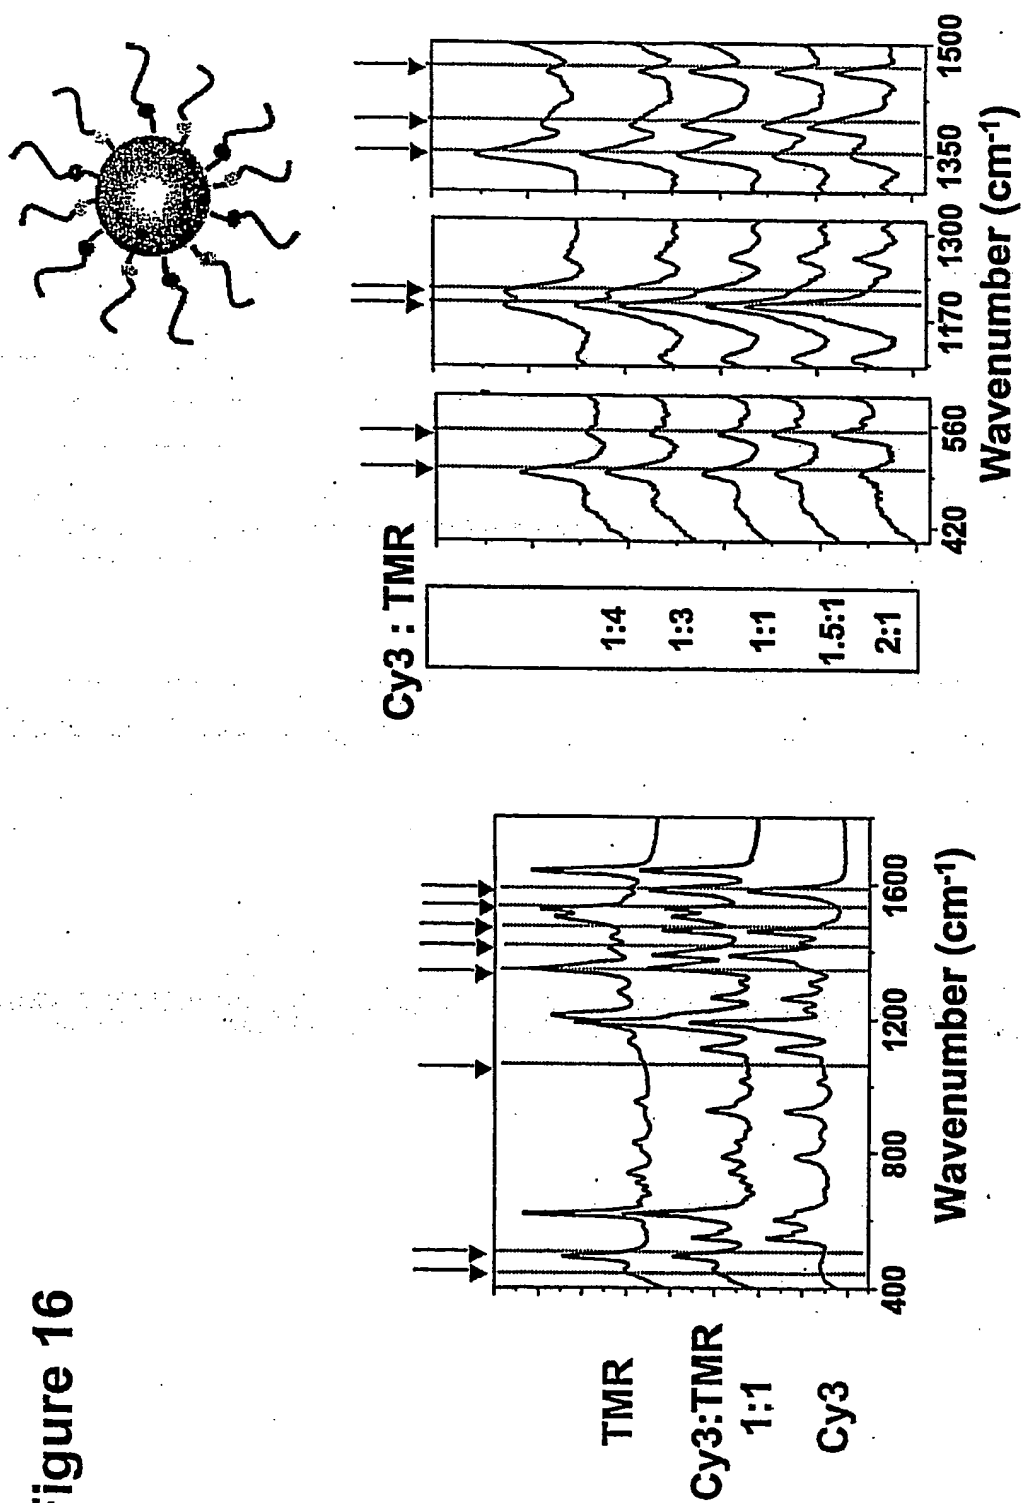 Figure 16
TMR
Cy3:TMR
1:1
Cy3
400 800 1200 1600
Wavenumber (cm-1)
Cy3 : TMR
1:4
1:3
1:1
1.5:1
2:1
420 560
1170 1300
1350 1500
Wavenumber (cm-1)